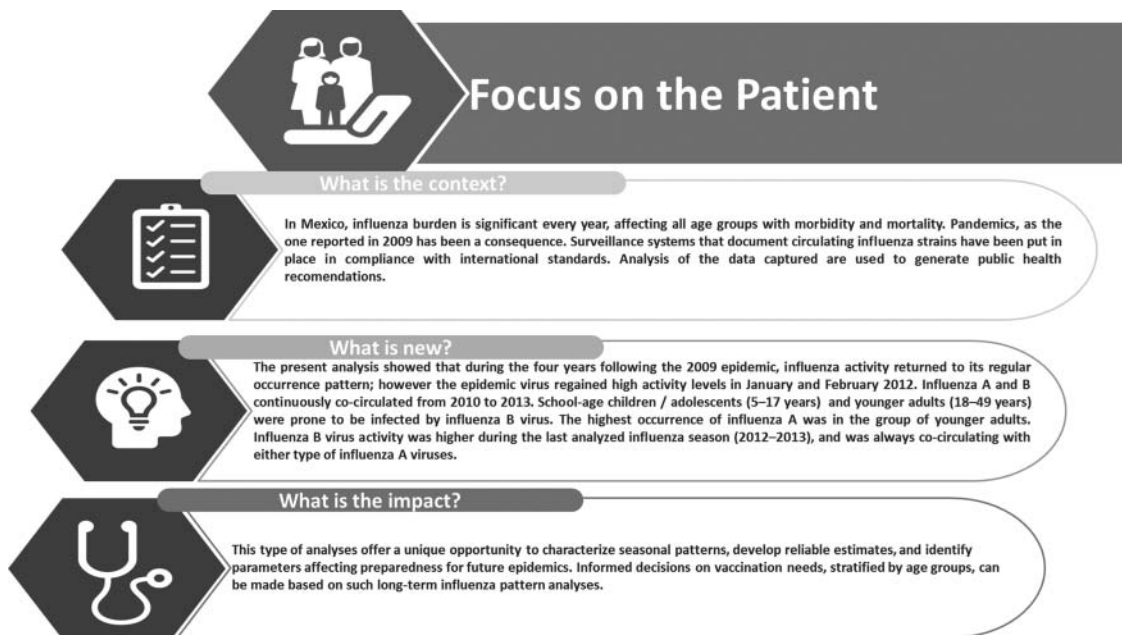 Focus on the Patient
What is the context?
In Mexico, influenza burden is significant every year, affecting all age groups with morbidity and mortality. Pandemics, as the
one reported in 2009 has been a consequence. Surveillance systems that document circulating influenza strains have been put in
place in compliance with international standards. Analysis of the data captured are used to generate public health
recomendations.
What is new?
The present analysis showed that during the four years following the 2009 epidemic, influenza activity returned to its regular
occurrence pattern; however the epidemic virus regained high activity levels in January and February 2012. Influenza A and B
continuously co-circulated from 2010 to 2013. School-age children / adolescents (5–17 years) and younger adults (18–49 years)
were prone to be infected by influenza B virus. The highest occurrence of influenza A was in the group of younger adults.
Influenza B virus activity was higher during the last analyzed influenza season (2012–2013), and was always co-circulating with
either type of influenza A viruses.
What is the impact?
This type of analyses offer a unique opportunity to characterize seasonal patterns, develop reliable estimates, and identify
parameters affecting preparedness for future epidemics. Informed decisions on vaccination needs, stratified by age groups, can
be made based on such long-term influenza pattern analyses.